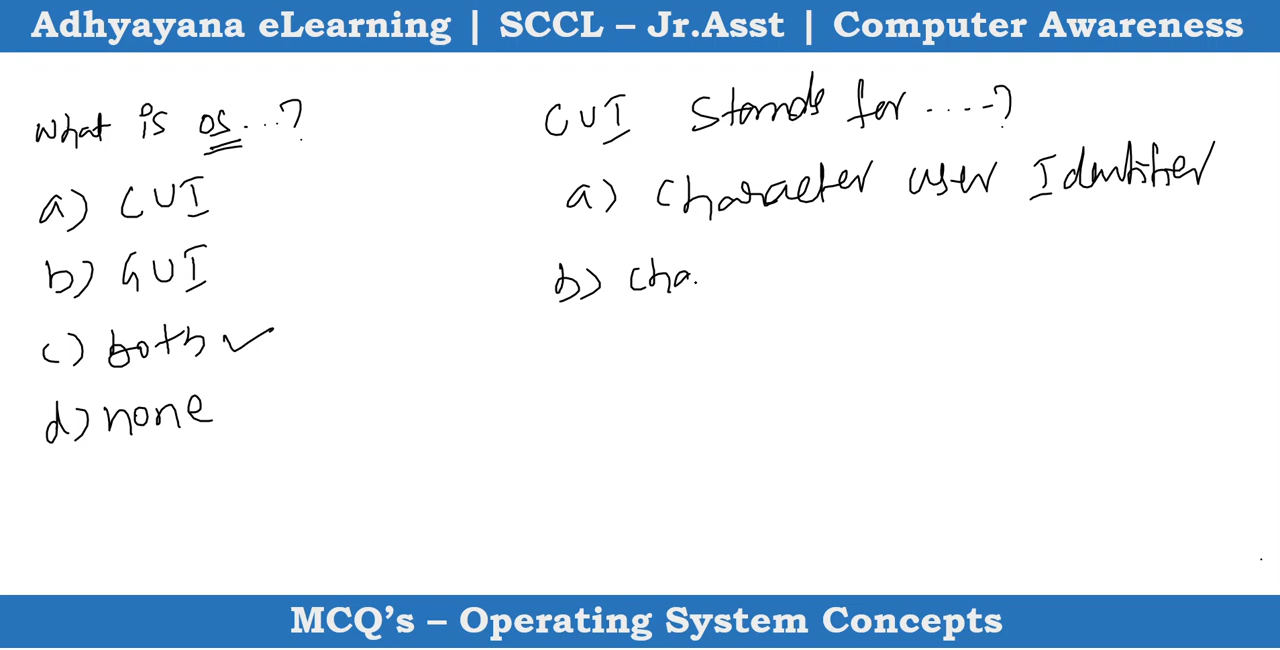 Adhyayana eLearning | SCCL – Jr.Asst | Computer Awareness
What is OS....?
a) CUI
b) GUI
c) both ✓
d) none
CUI Stands for ....-?
a) Character user Identifier
b) cha.
MCQ's – Operating System Concepts